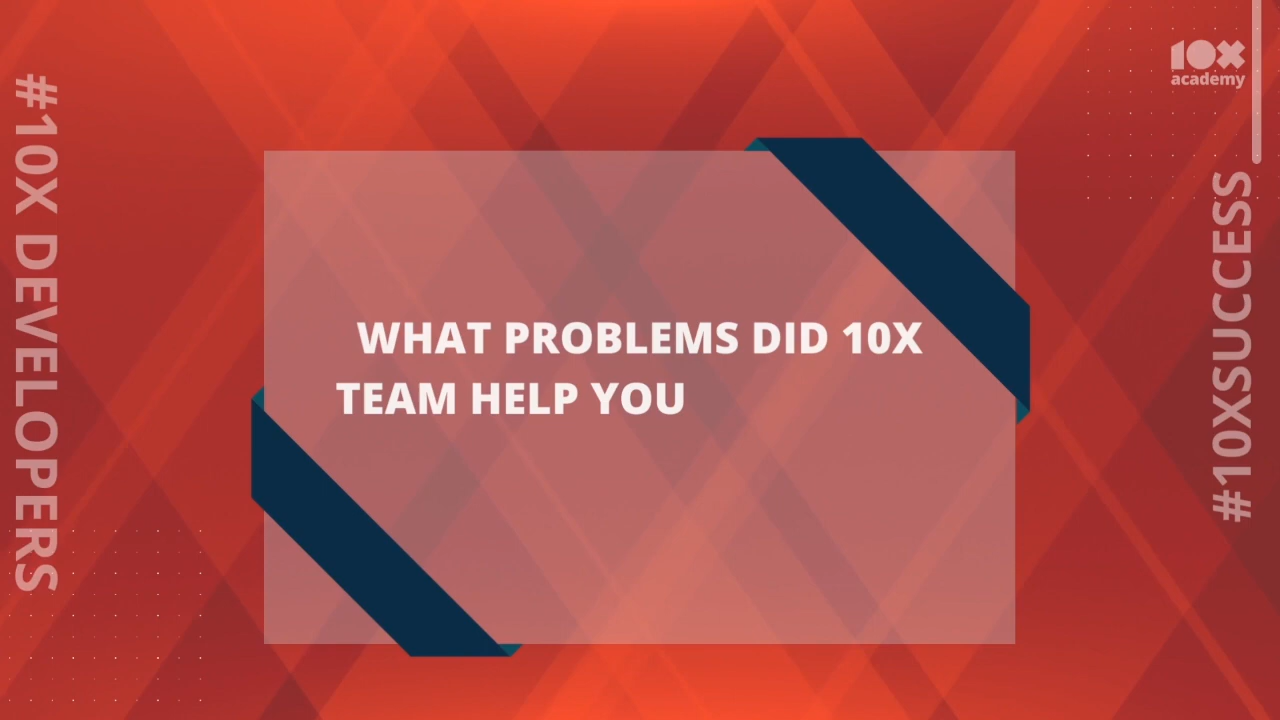 #10X DEVELOPERS
10x
academy
#10XSUCCESS
WHAT PROBLEMS DID 10X
TEAM HELP YOU